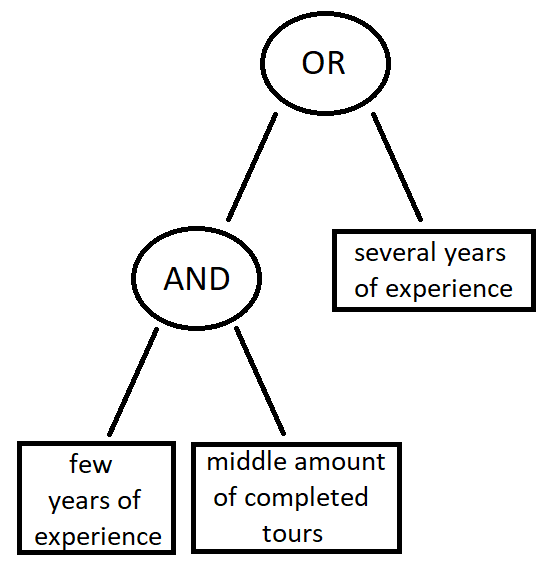 OR
AND
several years
of experience
few
years of
experience
middle amount
of completed
tours